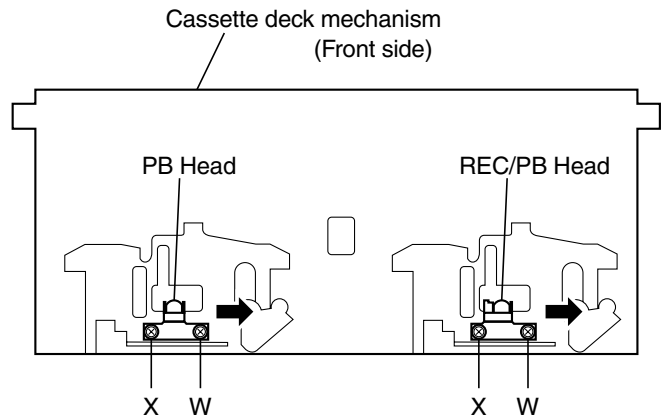 Cassette deck mechanism
(Front side)
PB Head
REC/PB Head
X W
X W